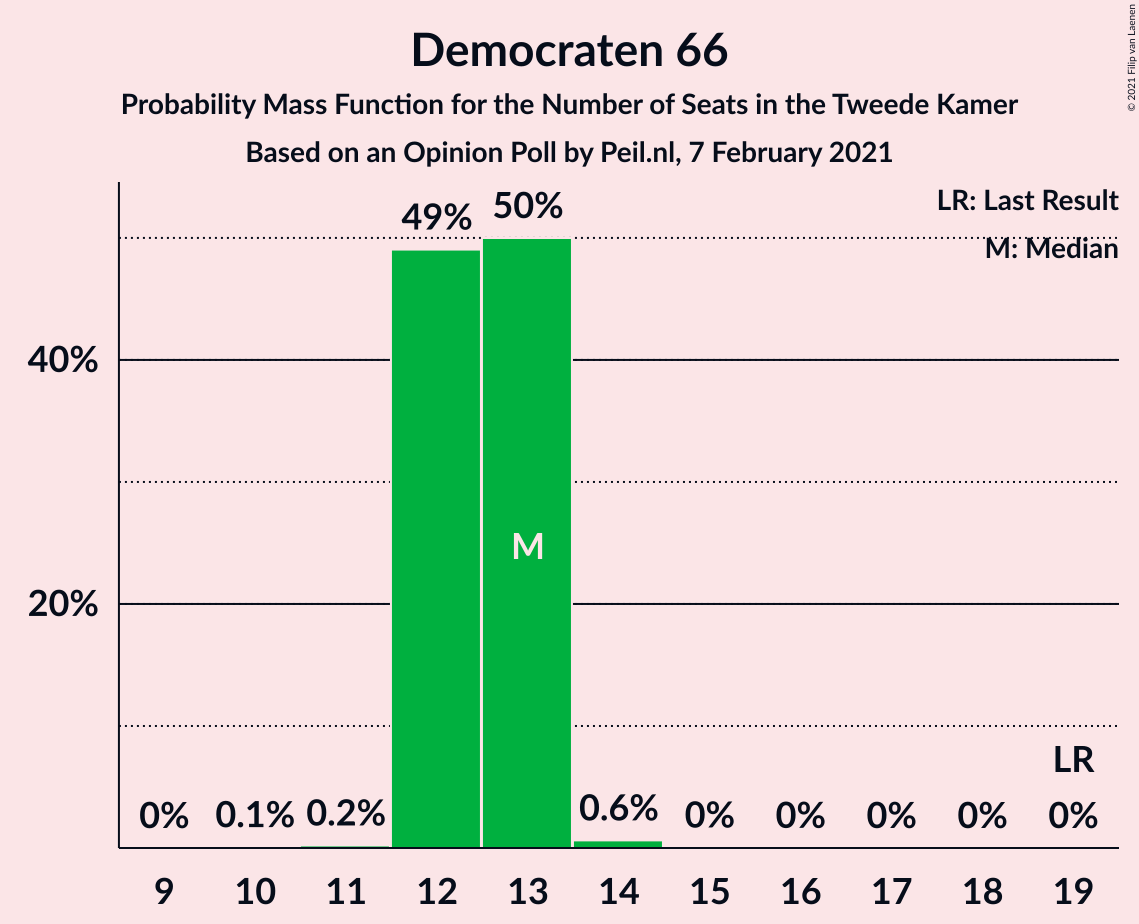 Democraten 66
Probability Mass Function for the Number of Seats in the Tweede Kamer
Based on an Opinion Poll by Peil.nl, 7 February 2021
© 2021 Filip van Laenen
LR: Last Result
M: Median
40%
20%
0%
0.1%
0.2%
49%
50%
M
0.6%
0%
0%
0%
0%
LR
0%
9 10 11 12 13 14 15 16 17 18 19